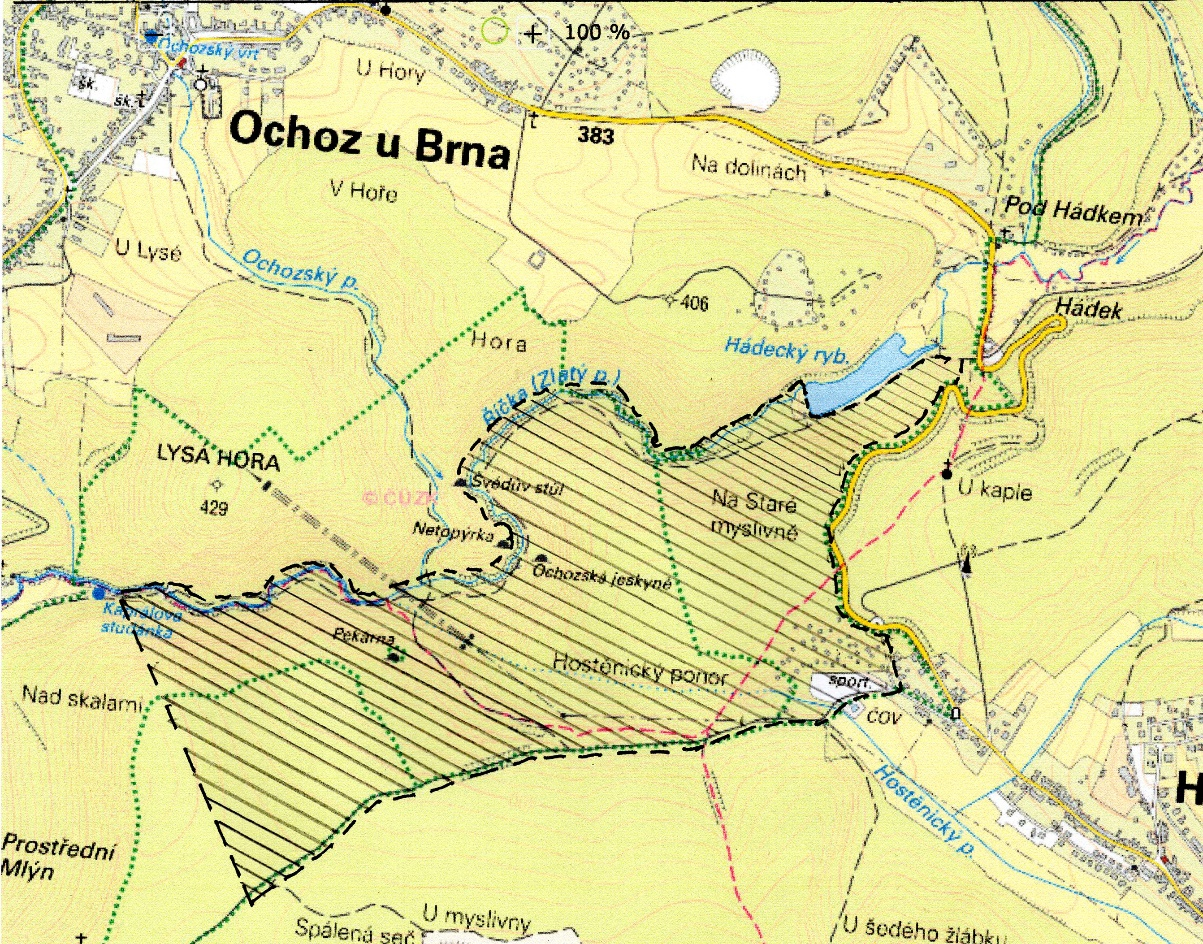 100 %
Ochozský vrt
U Hory
šk.
šk.
Ochoz u Brna
383
Na dolinách
V Hoře
Pod Hádkem
U Lysé
Ochozský p.
406
Hádek
Hora
Hádecký ryb.
Říčka (Zlatý p.)
LYSÁ HORA
429
© ČÚZK
Švédův stůl
Na Staré
myslivně
U kaple
Netopýrka
Ochozská jeskyně
Kaprálova
studánka
Pekárna
Hostěnický ponor
sport.
ČOV
Nad skalami
Hostěnický p.
H
Prostřední
Mlýn
U myslivny
Spálená seč
U šedého žlábku